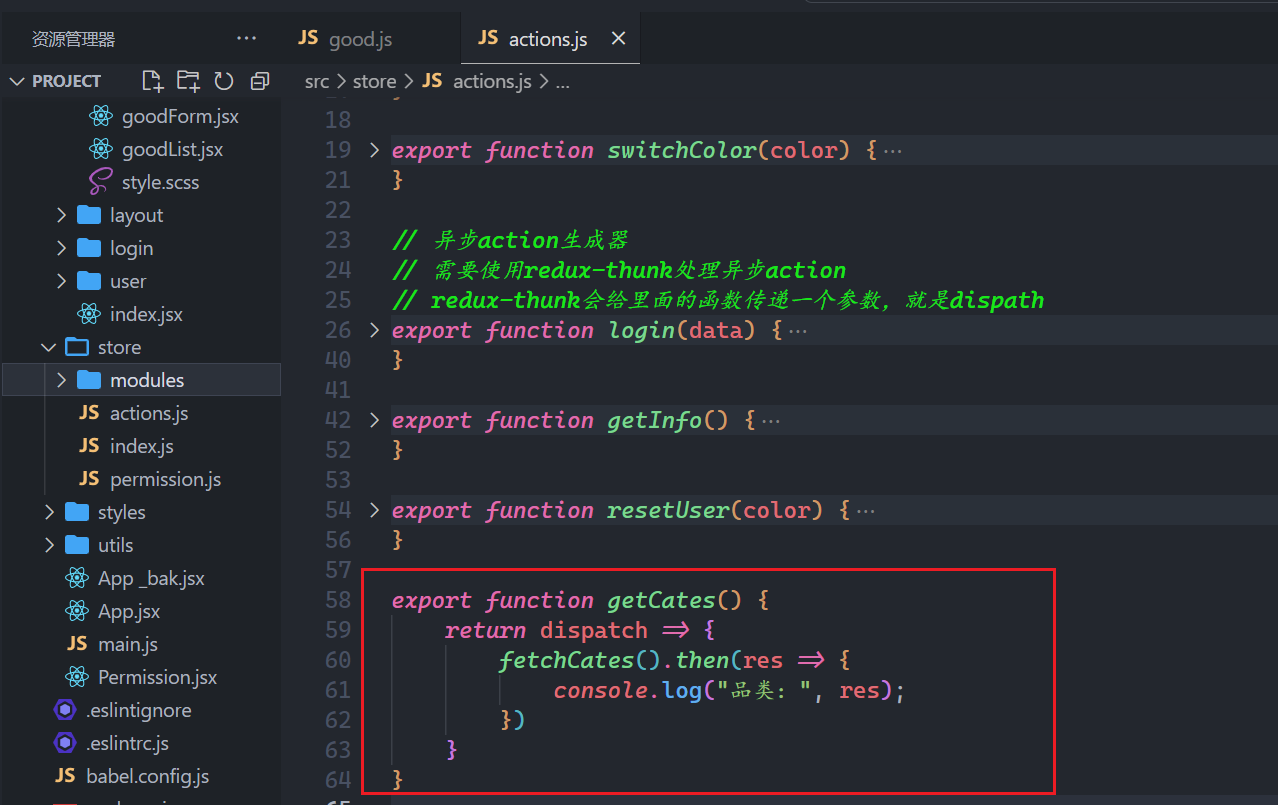 资源管理器 ···
JS good.js
JS actions.js ×
PROJECT
src > store > JS actions.js > ...
goodForm.jsx
goodList.jsx
style.scss
layout
login
user
index.jsx
store
modules
JS actions.js
JS index.js
JS permission.js
styles
utils
App _bak.jsx
App.jsx
JS main.js
Permission.jsx
.eslintignore
.eslintrc.js
JS babel.config.js
18
19 > export function switchColor(color) {···
21 }
22
23 // 异步action生成器
24 // 需要使用redux-thunk处理异步action
25 // redux-thunk会给里面的函数传递一个参数，就是dispath
26 > export function login(data) {···
40 }
41
42 > export function getInfo() {···
52 }
53
54 > export function resetUser(color) {···
56 }
57
58 export function getCates() {
59 return dispatch => {
60 fetchCates().then(res => {
61 console.log("品类：", res);
62 })
63 }
64 }